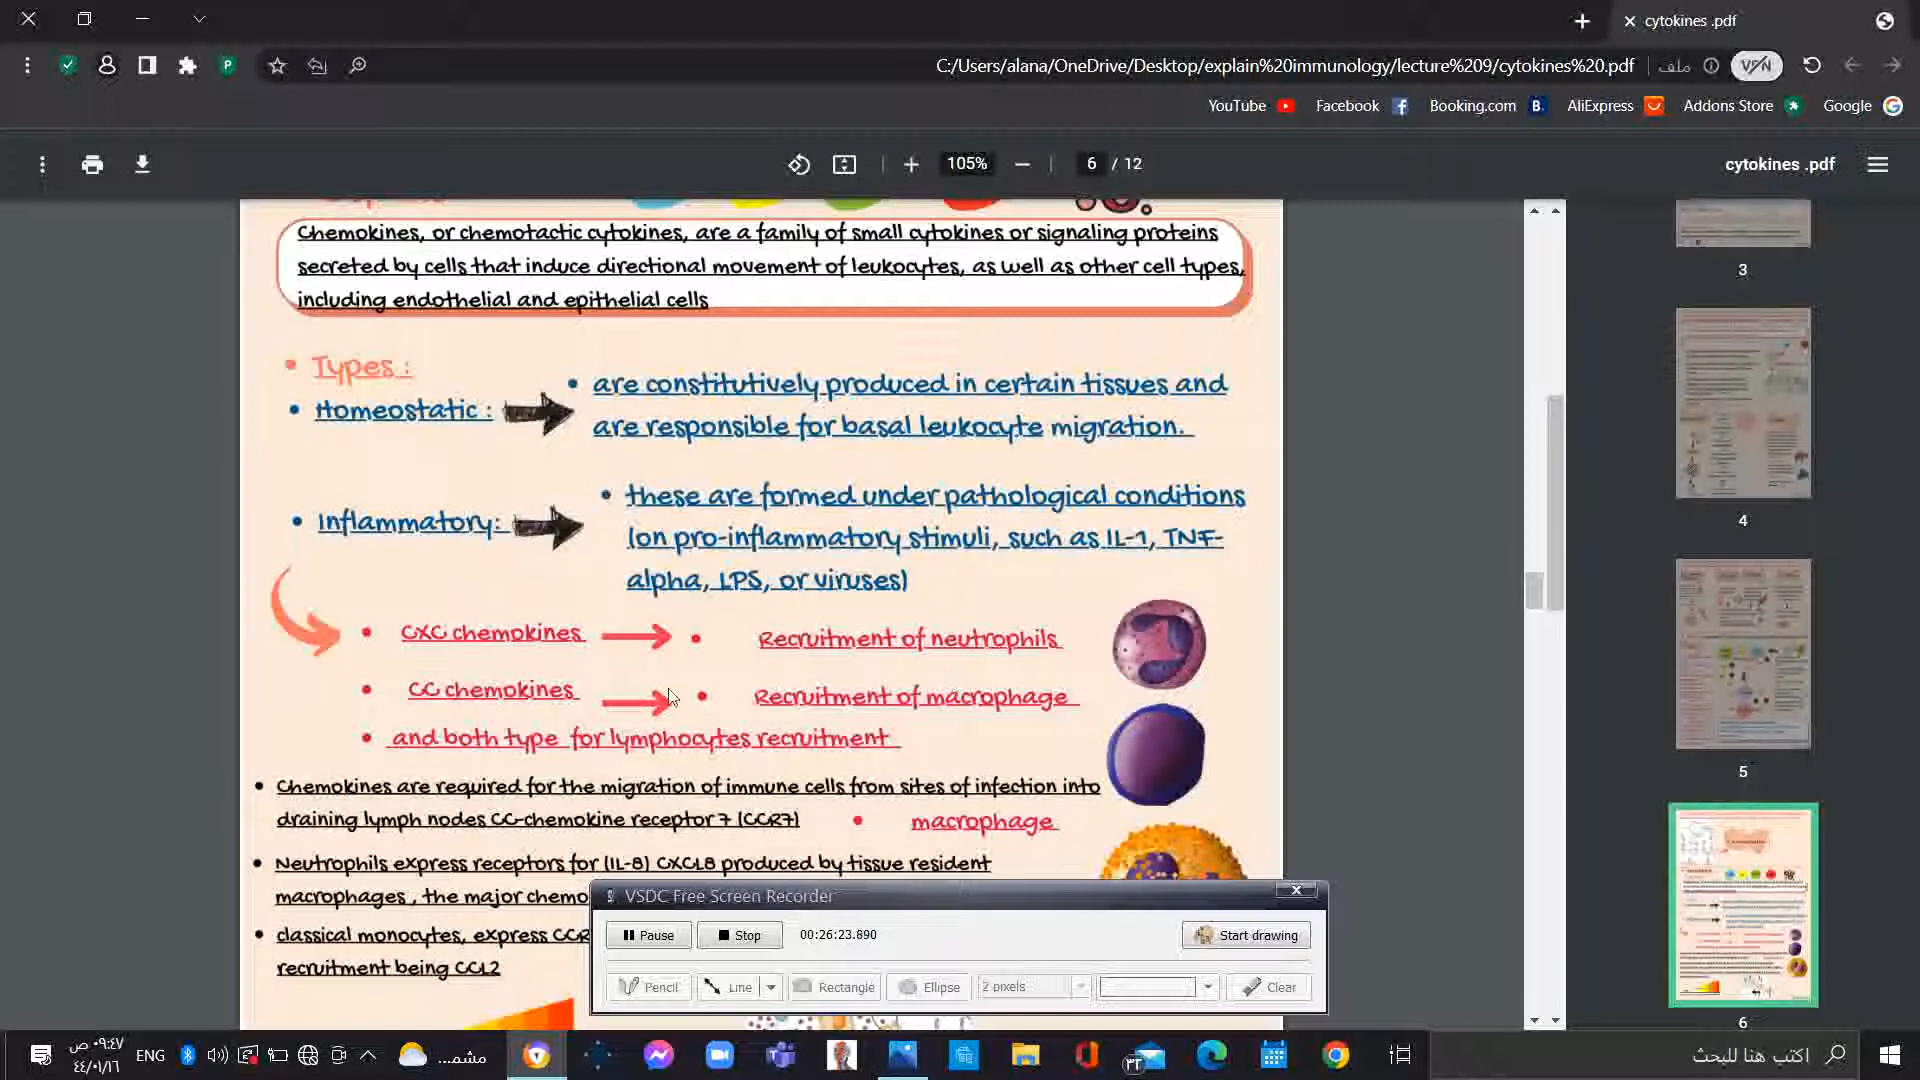 cytokines .pdf
C:/Users/alana/OneDrive/Desktop/explain%20immunology/lecture%209/cytokines%20.pdf
ملف
VPN
YouTube
Facebook
Booking.com
AliExpress
Addons Store
Google
105%
6 / 12
cytokines .pdf
Chemokines, or chemotactic cytokines, are a family of small cytokines or signaling proteins
secreted by cells that induce directional movement of leukocytes, as well as other cell types,
including endothelial and epithelial cells
Types :
Homeostatic :
are constitutively produced in certain tissues and
are responsible for basal leukocyte migration.
Inflammatory:
these are formed under pathological conditions
(on pro-inflammatory stimuli, such as IL-1, TNF-
alpha, LPS, or viruses)
CXC chemokines
Recruitment of neutrophils
CC chemokines
Recruitment of macrophage
and both type for lymphocytes recruitment
Chemokines are required for the migration of immune cells from sites of infection into
draining lymph nodes CC-chemokine receptor 7 (CCR7)
macrophage
Neutrophils express receptors for (IL-8) CXCL8 produced by tissue resident
macrophages , the major chemo
classical monocytes, express CCR
recruitment being CCL2
3
4
5
6
VSDC Free Screen Recorder
Pause
Stop
00:26:23.890
Start drawing
Pencil
Line
Rectangle
Ellipse
2 pixels
Clear
٠٩:٤٧ ص
٤٤/٠١/١٦
ENG
مشمـ...
٣٢
اكتب هنا للبحث